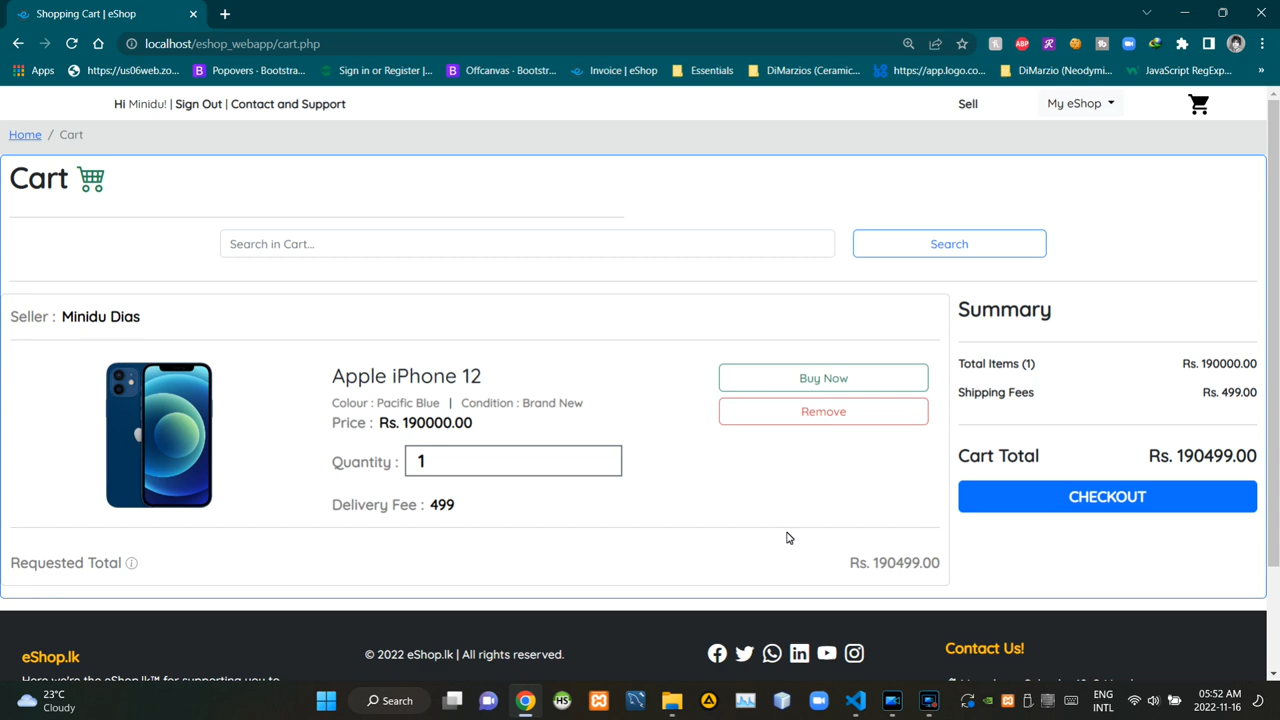 Shopping Cart | eShop
localhost/eshop_webapp/cart.php
ABP
Apps
https://us06web.zo...
Popovers · Bootstra...
Sign in or Register |...
Offcanvas · Bootstr...
Invoice | eShop
Essentials
DiMarzios (Ceramic...
https://app.logo.co...
DiMarzio (Neodymi...
JavaScript RegExp...
Hi Minidu! | Sign Out | Contact and Support
Sell
My eShop
Home / Cart
Cart
Search in Cart...
Search
Seller : Minidu Dias
Apple iPhone 12
Colour : Pacific Blue | Condition : Brand New
Price : Rs. 190000.00
Quantity : 1
Delivery Fee : 499
Buy Now
Remove
Requested Total
Rs. 190499.00
Summary
Total Items (1) Rs. 190000.00
Shipping Fees Rs. 499.00
Cart Total Rs. 190499.00
CHECKOUT
eShop.lk
© 2022 eShop.lk | All rights reserved.
Contact Us!
23°C
Cloudy
Search
HS
ENG
INTL
05:52 AM
2022-11-16